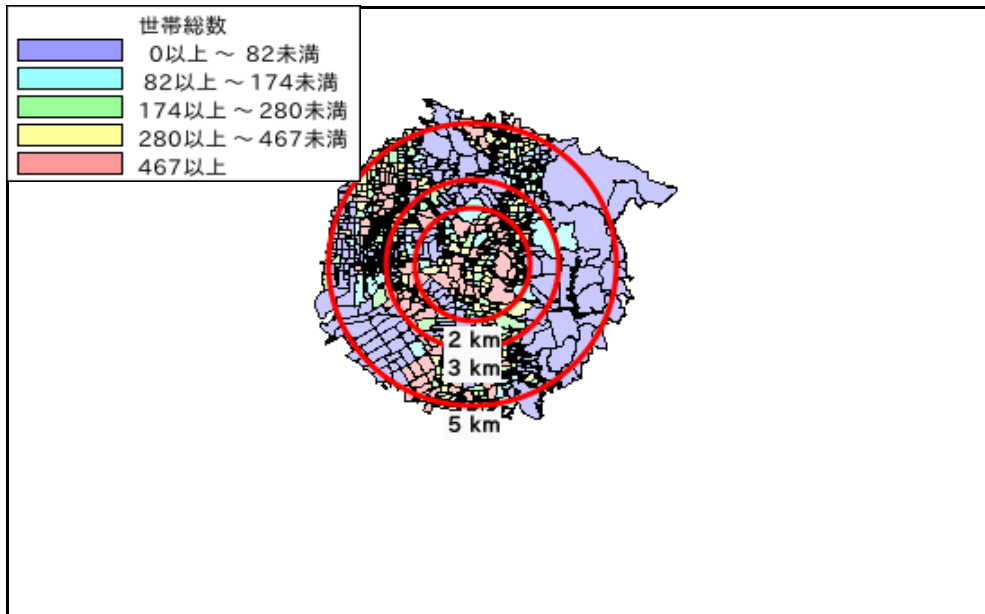 世帯総数
0以上 ～ 82未満
82以上 ～ 174未満
174以上 ～ 280未満
280以上 ～ 467未満
467以上
2 km
3 km
5 km